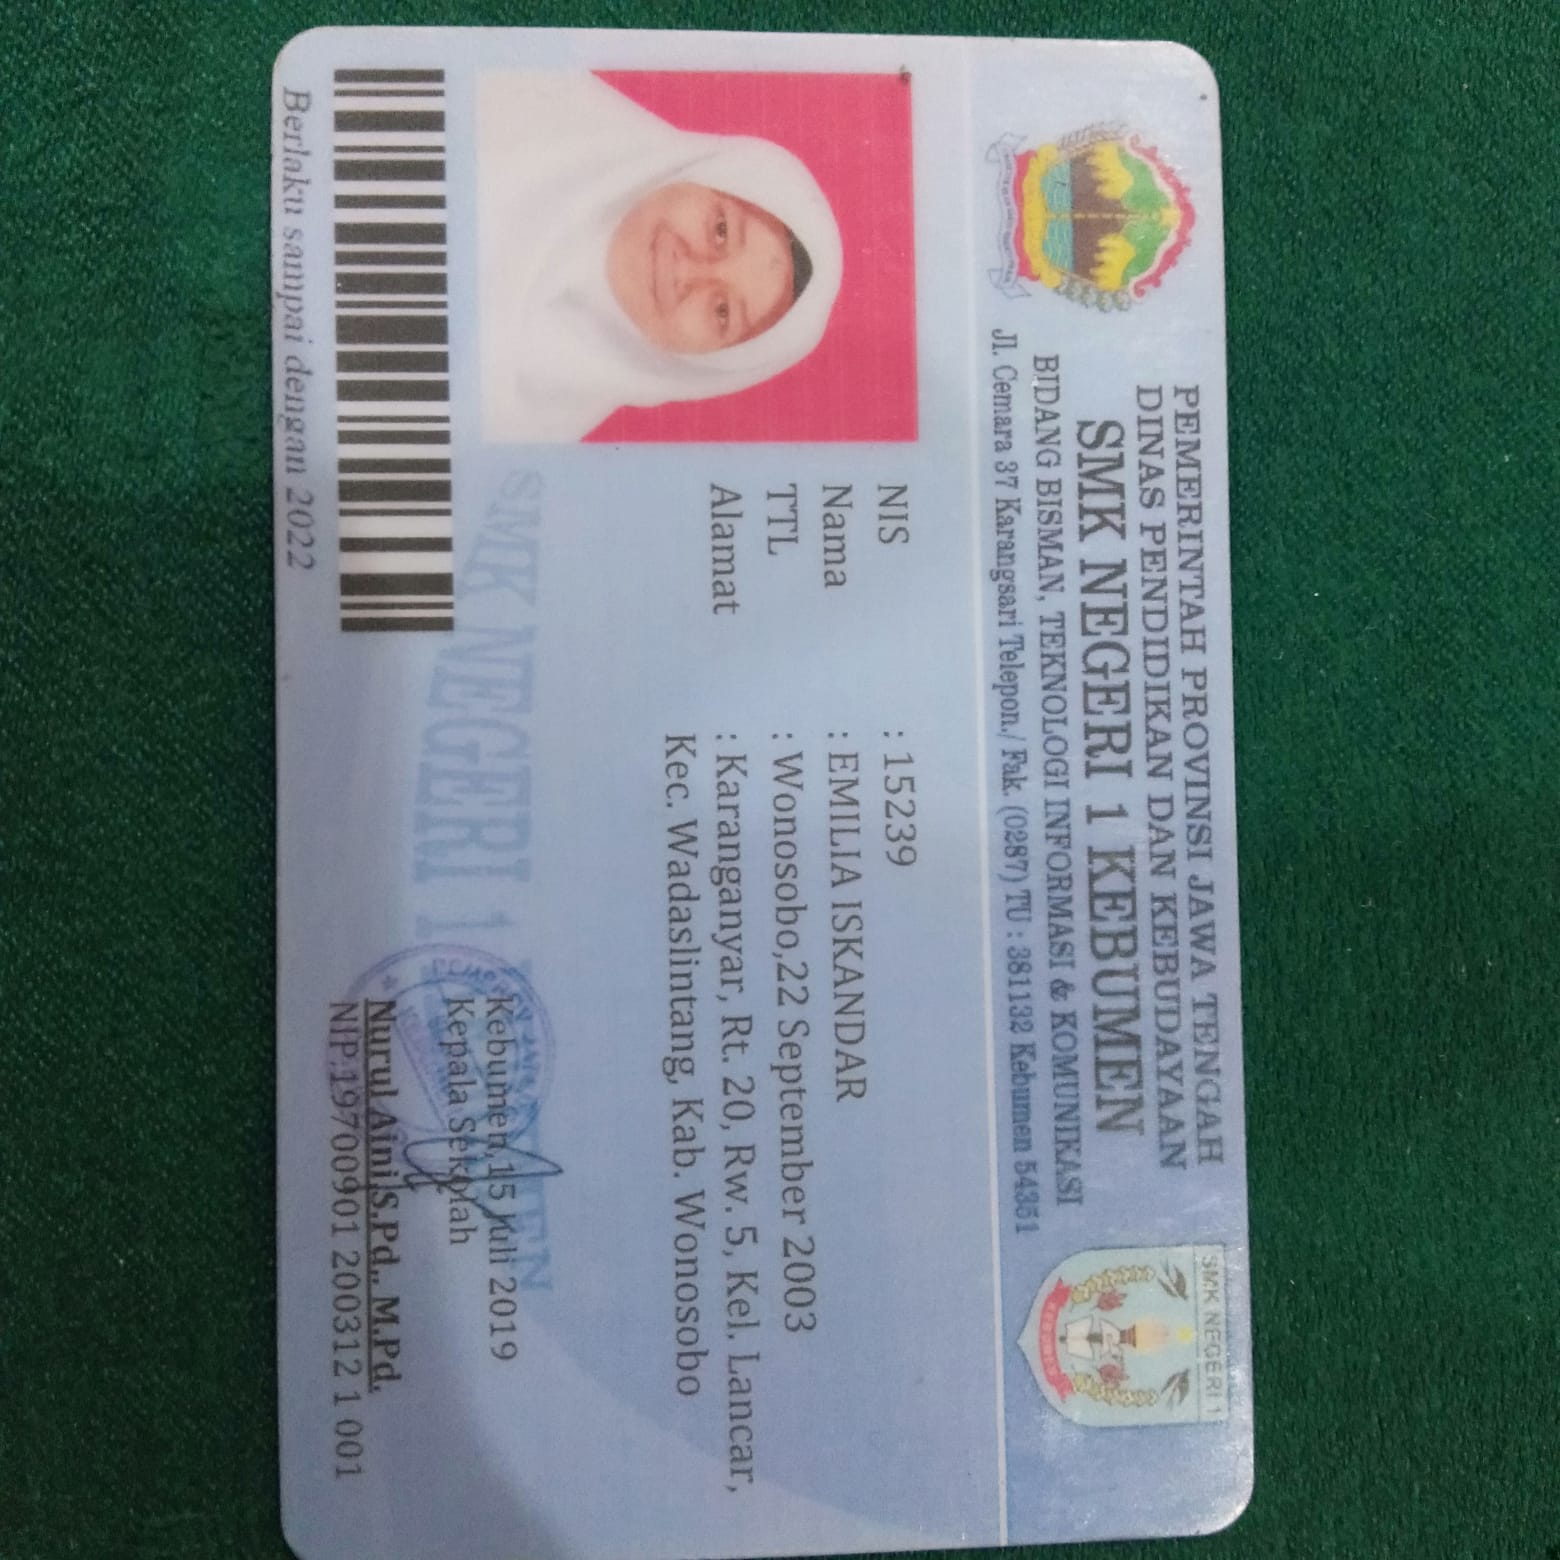 PEMERINTAH PROVINSI JAWA TENGAH
DINAS PENDIDIKAN DAN KEBUDAYAAN
SMK NEGERI 1 KEBUMEN
BIDANG BISMAN, TEKNOLOGI INFORMASI & KOMUNIKASI
Jl. Cemara 37 Karangsari Telepon./ Fak. (0287) TU : 381132 Kebumen 54351
SMK NEGERI 1
NIS : 15239
Nama : EMILIA ISKANDAR
TTL : Wonosobo,22 September 2003
Alamat : Karanganyar, Rt. 20, Rw. 5, Kel. Lancar,
Kec. Wadaslintang, Kab. Wonosobo
SMK NEGERI 1 KEBUMEN
Kebumen,15 Juli 2019
Kepala Sekolah
Nurul Aini,S.Pd., M.Pd.
NIP.19700901 200312 1 001
Berlaku sampai dengan 2022